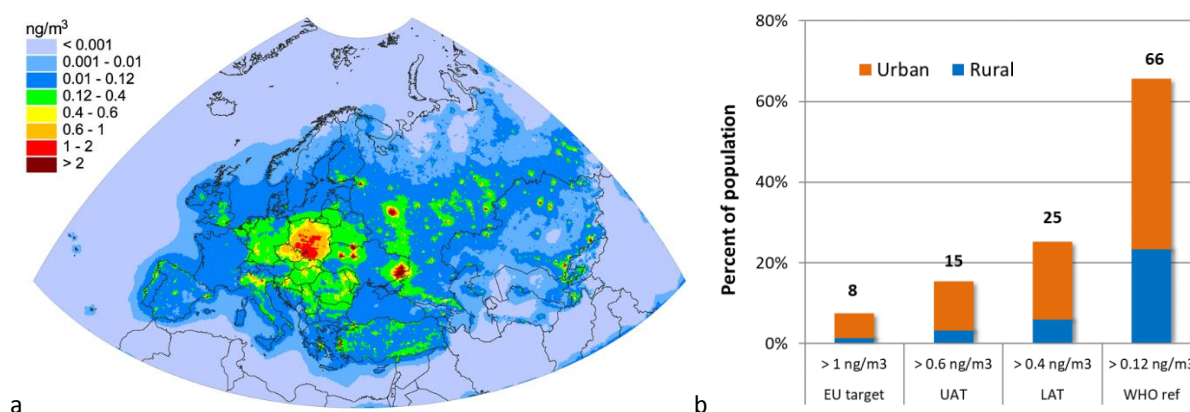 ng/m³
< 0.001
0.001 - 0.01
0.01 - 0.12
0.12 - 0.4
0.4 - 0.6
0.6 - 1
1 - 2
> 2
a
80%
60%
40%
20%
0%
Percent of population
Urban
Rural
8
15
25
66
> 1 ng/m3
> 0.6 ng/m3
> 0.4 ng/m3
> 0.12 ng/m3
EU target
UAT
LAT
WHO ref
b